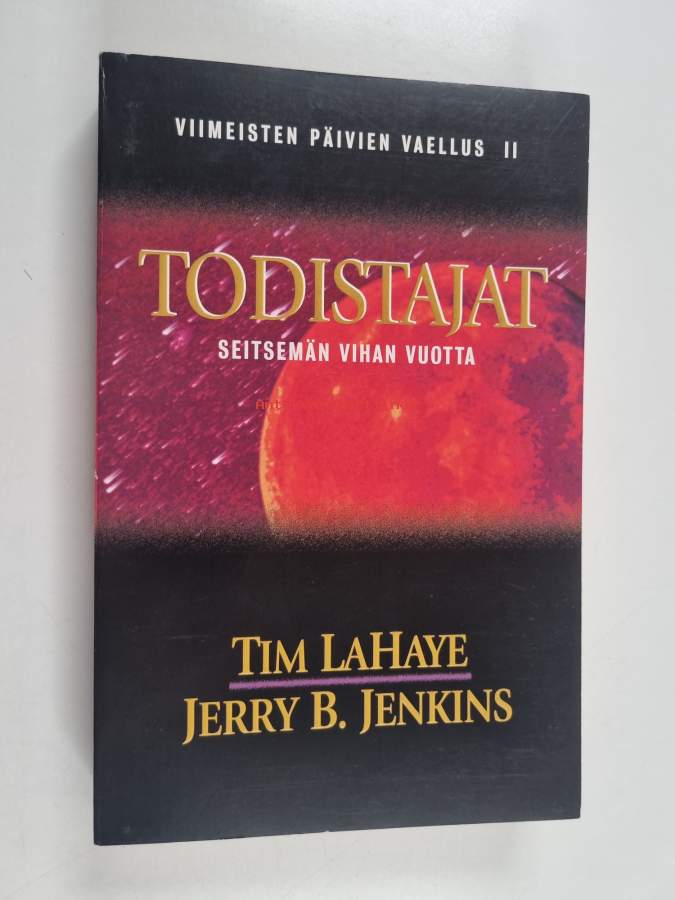 VIIMEISTEN PÄIVIEN VAELLUS II
TODISTAJAT
SEITSEMÄN VIHAN VUOTTA
TIM LAHAYE
JERRY B. JENKINS